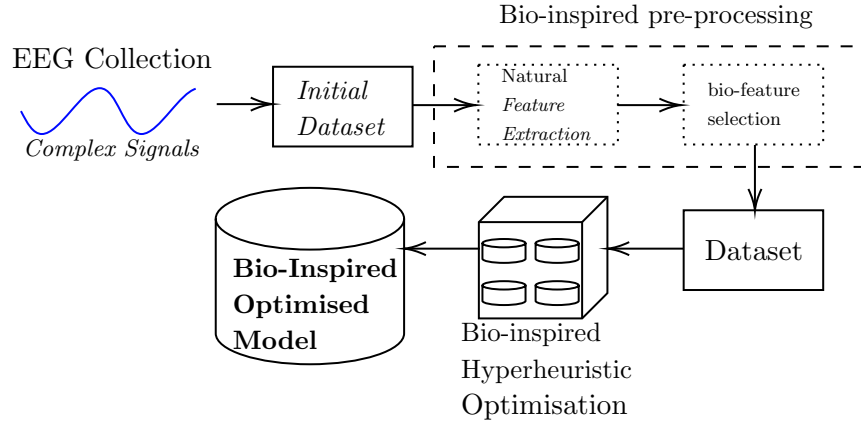 Bio-inspired pre-processing
EEG Collection
Complex Signals
Initial
Dataset
Natural
Feature
Extraction
bio-feature
selection
Dataset
Bio-inspired
Hyperheuristic
Optimisation
Bio-Inspired
Optimised
Model